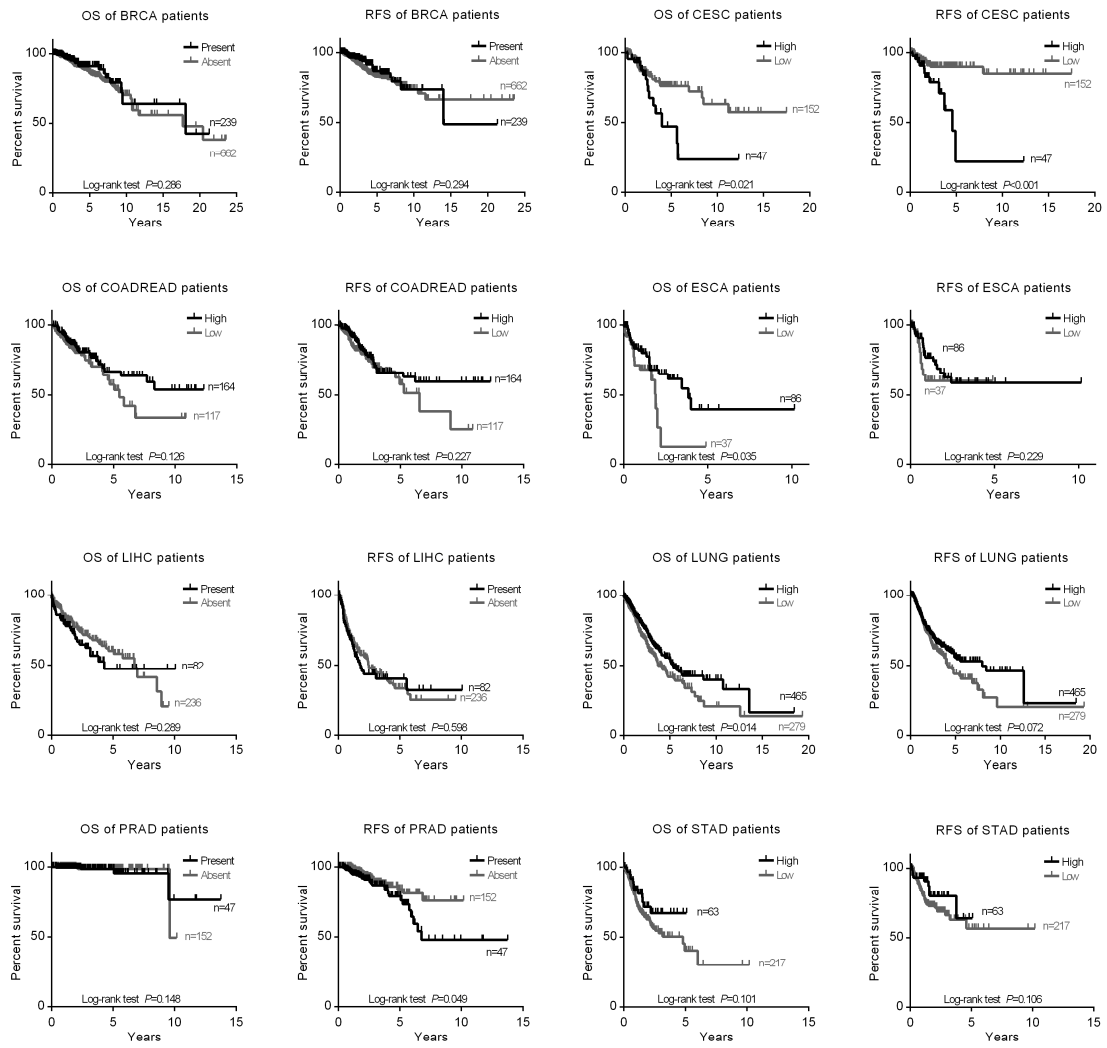 OS of BRCA patients
Present
Absent
100
50
0
Percent survival
n=239
n=662
Log-rank test P=0.286
0 5 10 15 20 25
Years
RFS of BRCA patients
Present
Absent
100
50
0
Percent survival
n=662
n=239
Log-rank test P=0.294
0 5 10 15 20 25
Years
OS of CESC patients
High
Low
100
50
0
Percent survival
n=152
n=47
Log-rank test P=0.021
0 5 10 15 20
Years
RFS of CESC patients
High
Low
100
50
0
Percent survival
n=152
n=47
Log-rank test P<0.001
0 5 10 15 20
Years
OS of COADREAD patients
High
Low
100
50
0
Percent survival
n=164
n=117
Log-rank test P=0.126
0 5 10 15
Years
RFS of COADREAD patients
High
Low
100
50
0
Percent survival
n=164
n=117
Log-rank test P=0.227
0 5 10 15
Years
OS of ESCA patients
High
Low
100
50
0
Percent survival
n=86
n=37
Log-rank test P=0.035
0 5 10
Years
RFS of ESCA patients
High
Low
100
50
0
Percent survival
n=86
n=37
Log-rank test P=0.229
0 5 10
Years
OS of LIHC patients
Present
Absent
100
50
0
Percent survival
n=82
n=236
Log-rank test P=0.289
0 5 10 15
Years
RFS of LIHC patients
Present
Absent
100
50
0
Percent survival
n=82
n=236
Log-rank test P=0.598
0 5 10 15
Years
OS of LUNG patients
High
Low
100
50
0
Percent survival
n=465
n=279
Log-rank test P=0.014
0 5 10 15 20
Years
RFS of LUNG patients
High
Low
100
50
0
Percent survival
n=465
n=279
Log-rank test P=0.072
0 5 10 15 20
Years
OS of PRAD patients
Present
Absent
100
50
0
Percent survival
n=47
n=152
Log-rank test P=0.148
0 5 10 15
Years
RFS of PRAD patients
Present
Absent
100
50
0
Percent survival
n=152
n=47
Log-rank test P=0.049
0 5 10 15
Years
OS of STAD patients
High
Low
100
50
0
Percent survival
n=63
n=217
Log-rank test P=0.101
0 5 10 15
Years
RFS of STAD patients
High
Low
100
50
0
Percent survival
n=63
n=217
Log-rank test P=0.106
0 5 10 15
Years